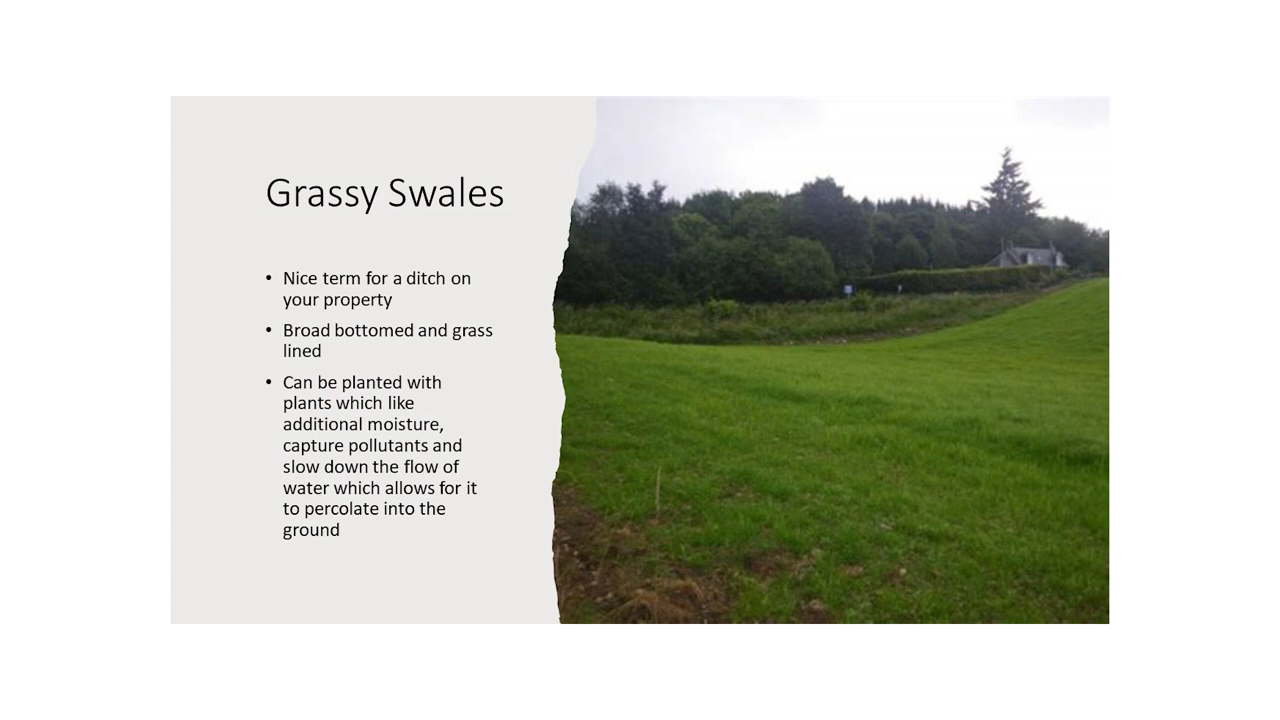 Grassy Swales
• Nice term for a ditch on
your property
• Broad bottomed and grass
lined
• Can be planted with
plants which like
additional moisture,
capture pollutants and
slow down the flow of
water which allows for it
to percolate into the
ground